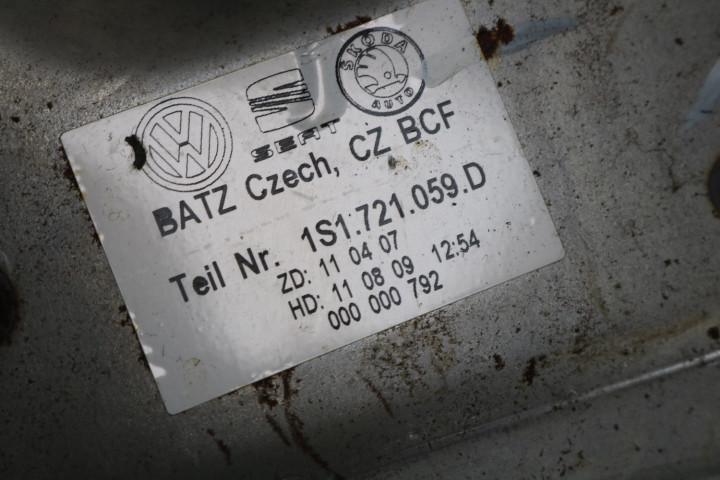 VW SEAT ŠKODA AUTO
BATZ Czech, CZ BCF
Teil Nr. 1S1.721.059.D
ZD: 11 04 07
HD: 11 08 09 12:54
000 000 792